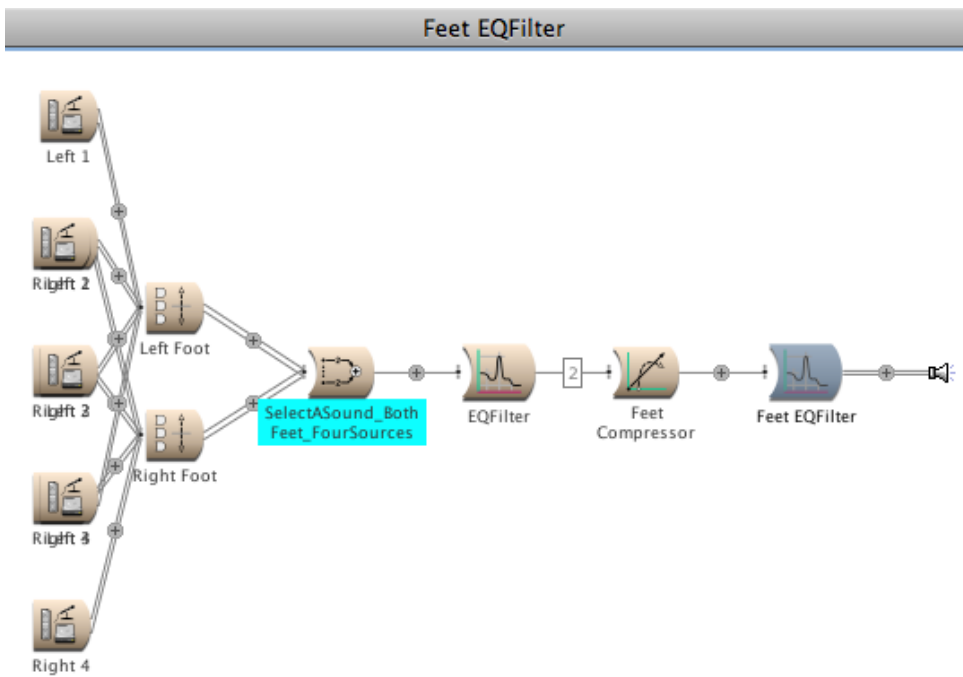 Feet EQFilter
Left 1
Left Foot
SelectASound_Both
Feet_FourSources
EQFilter
2
Feet
Compressor
Feet EQFilter
Right Foot
Right 4